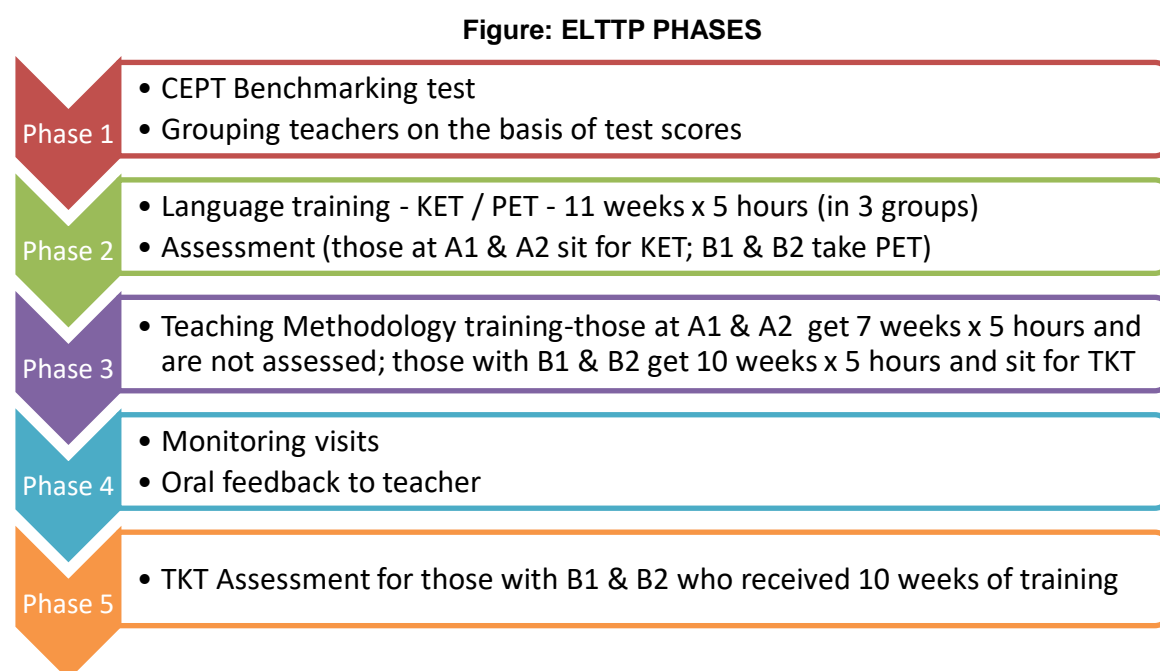 Figure: ELTTP PHASES
Phase 1
• CEPT Benchmarking test
• Grouping teachers on the basis of test scores
Phase 2
• Language training - KET / PET - 11 weeks x 5 hours (in 3 groups)
• Assessment (those at A1 & A2 sit for KET; B1 & B2 take PET)
Phase 3
• Teaching Methodology training-those at A1 & A2  get 7 weeks x 5 hours and
are not assessed; those with B1 & B2 get 10 weeks x 5 hours and sit for TKT
Phase 4
• Monitoring visits
• Oral feedback to teacher
Phase 5
• TKT Assessment for those with B1 & B2 who received 10 weeks of training